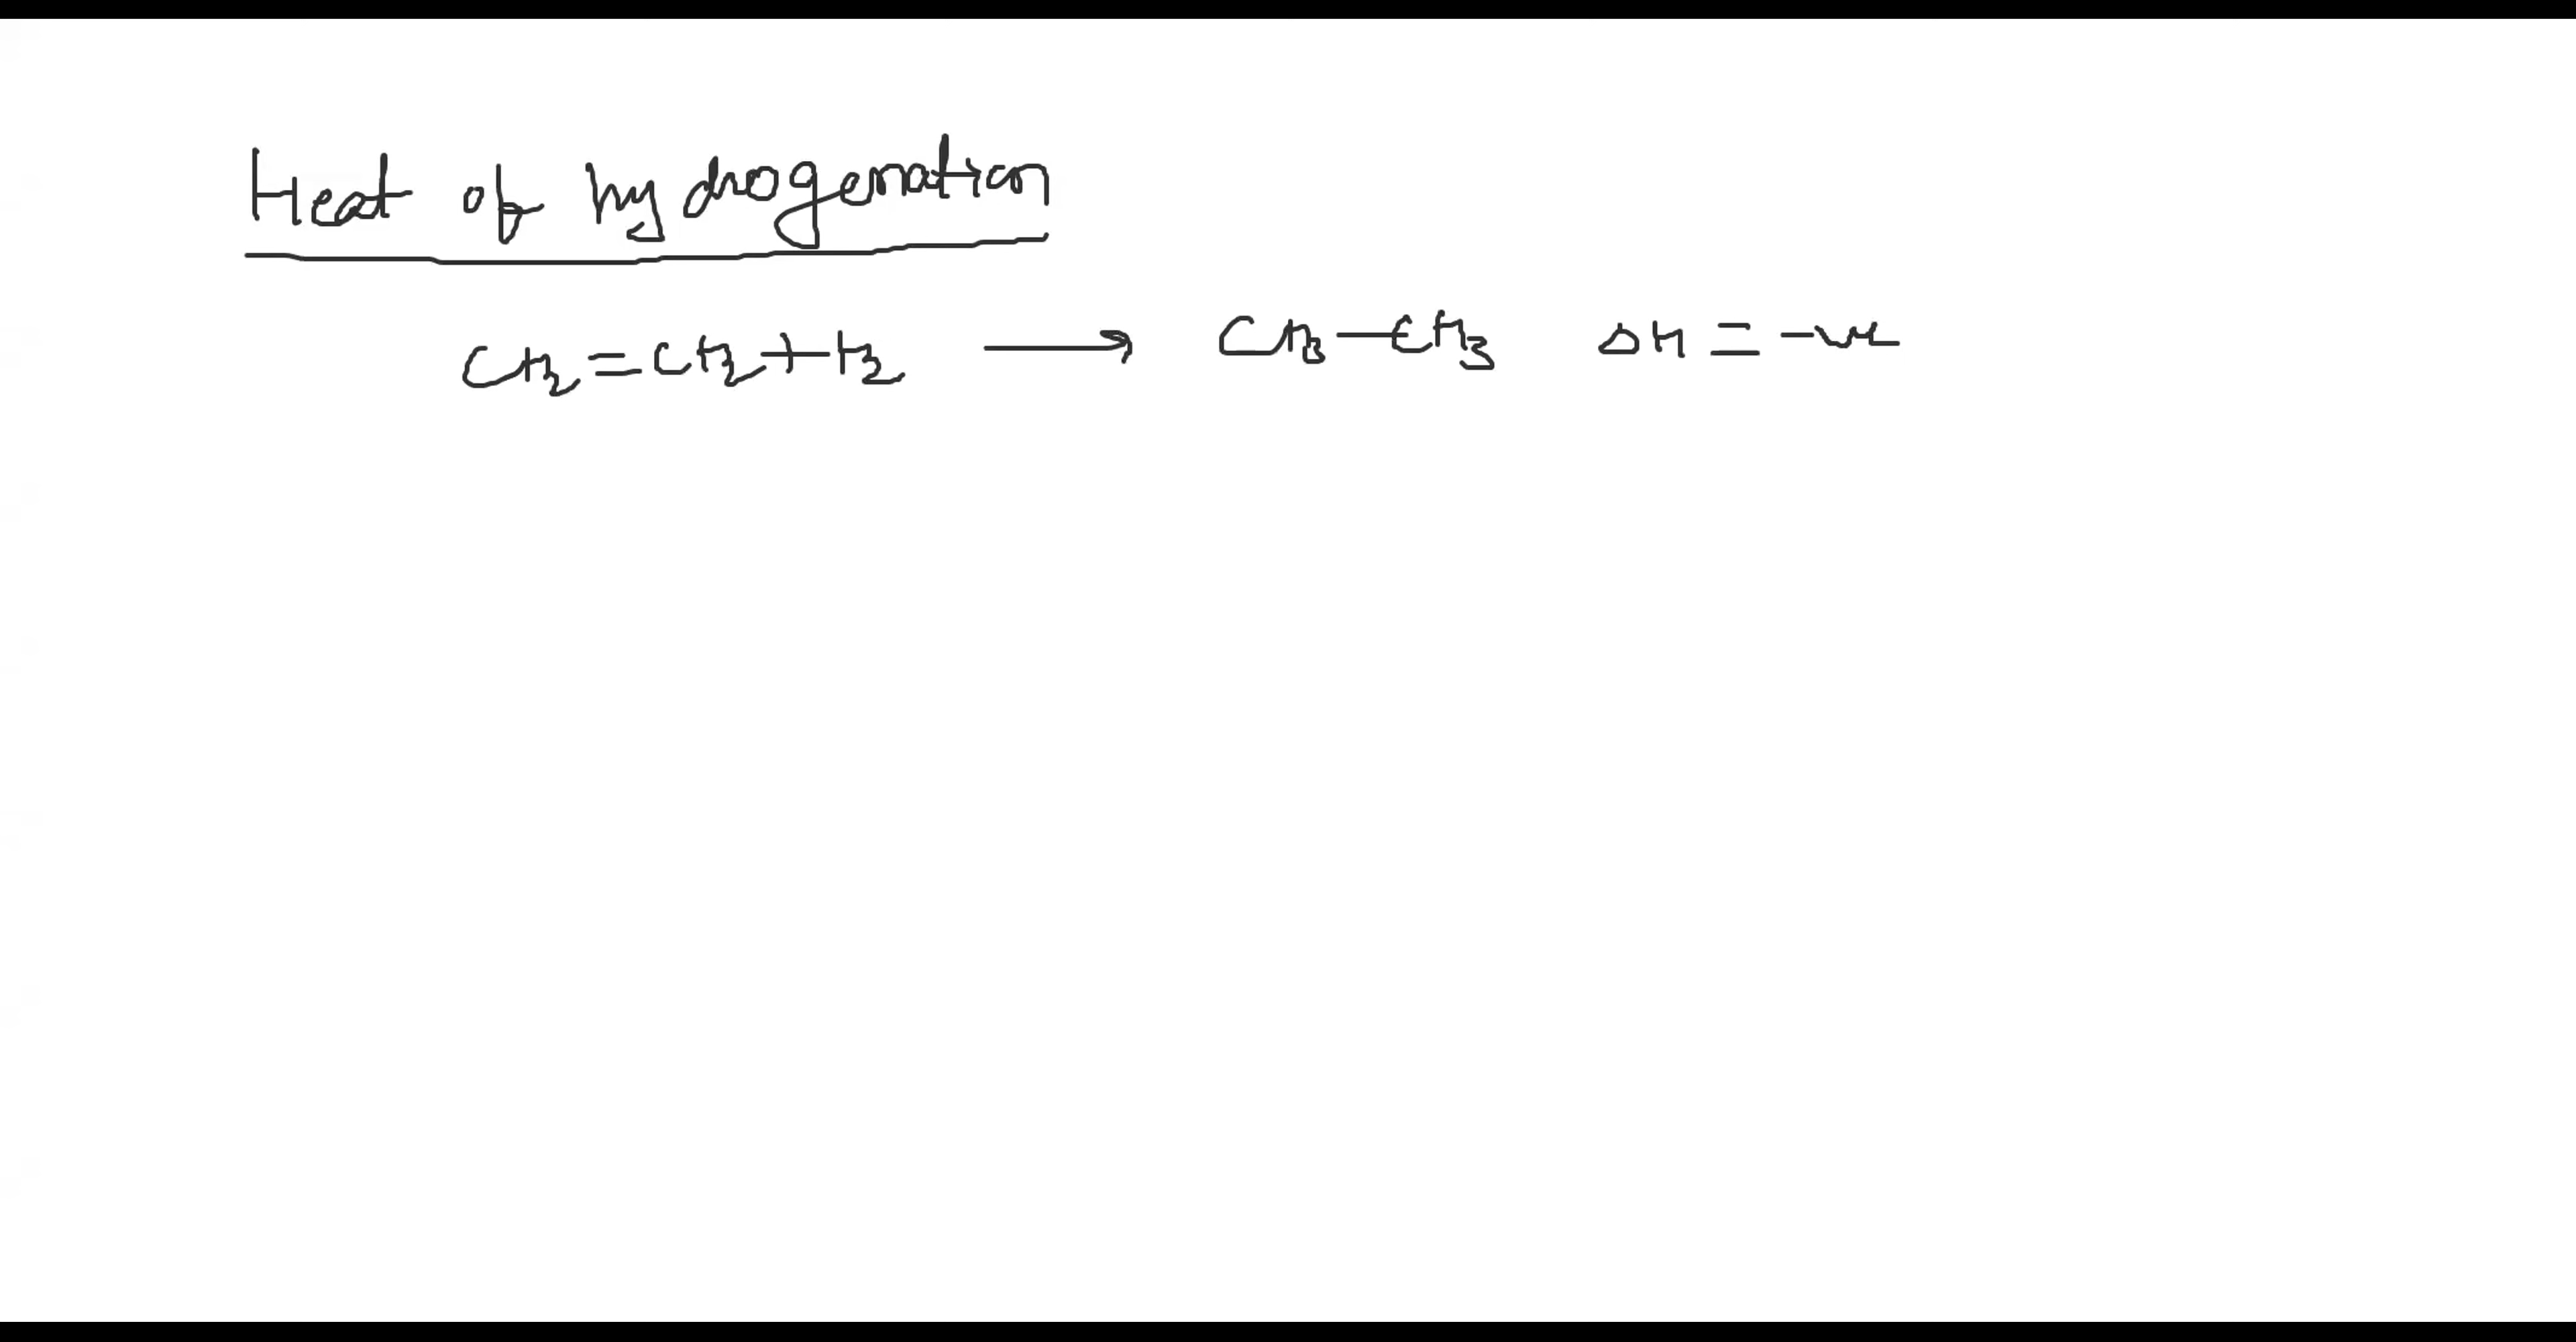 Heat of hydrogenation
CH₂=CH₂+H₂ ⟶ CH₃—CH₃ ΔH = -ve